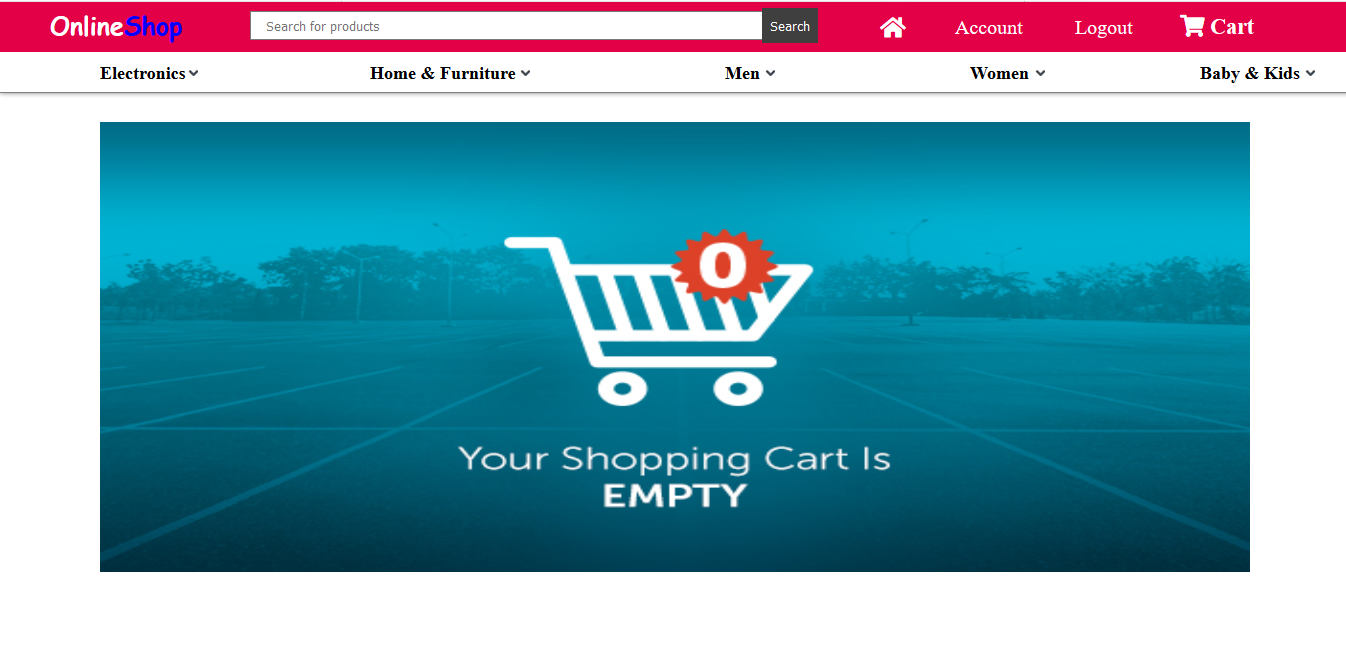 OnlineShop Search for products Search Account Logout Cart
Electronics Home & Furniture Men Women Baby & Kids
0
Your Shopping Cart Is
EMPTY